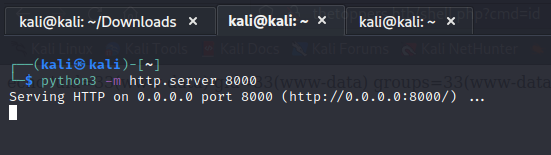 kali@kali: ~/Downloads × kali@kali: ~ × kali@kali: ~ ×
┌──(kali㉿kali)-[~]
└─$ python3 -m http.server 8000
Serving HTTP on 0.0.0.0 port 8000 (http://0.0.0.0:8000/) ...